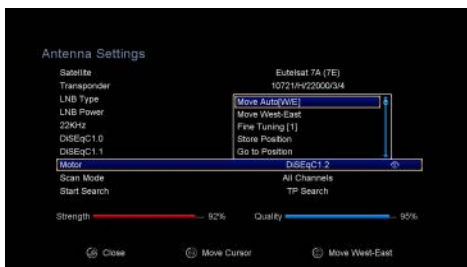 Antenna Settings
Satellite Eutelsat 7A (7E)
Transponder 10721/H/22000/3/4
LNB Type Move Auto[W/E]
LNB Power Move West-East
22KHz Fine Tuning [1]
DiSEqC1.0 Store Position
DiSEqC1.1 Go to Position
Motor DiSEqC1.2
Scan Mode All Channels
Start Search TP Search
Strength 92% Quality 95%
Close Move Cursor Move West-East